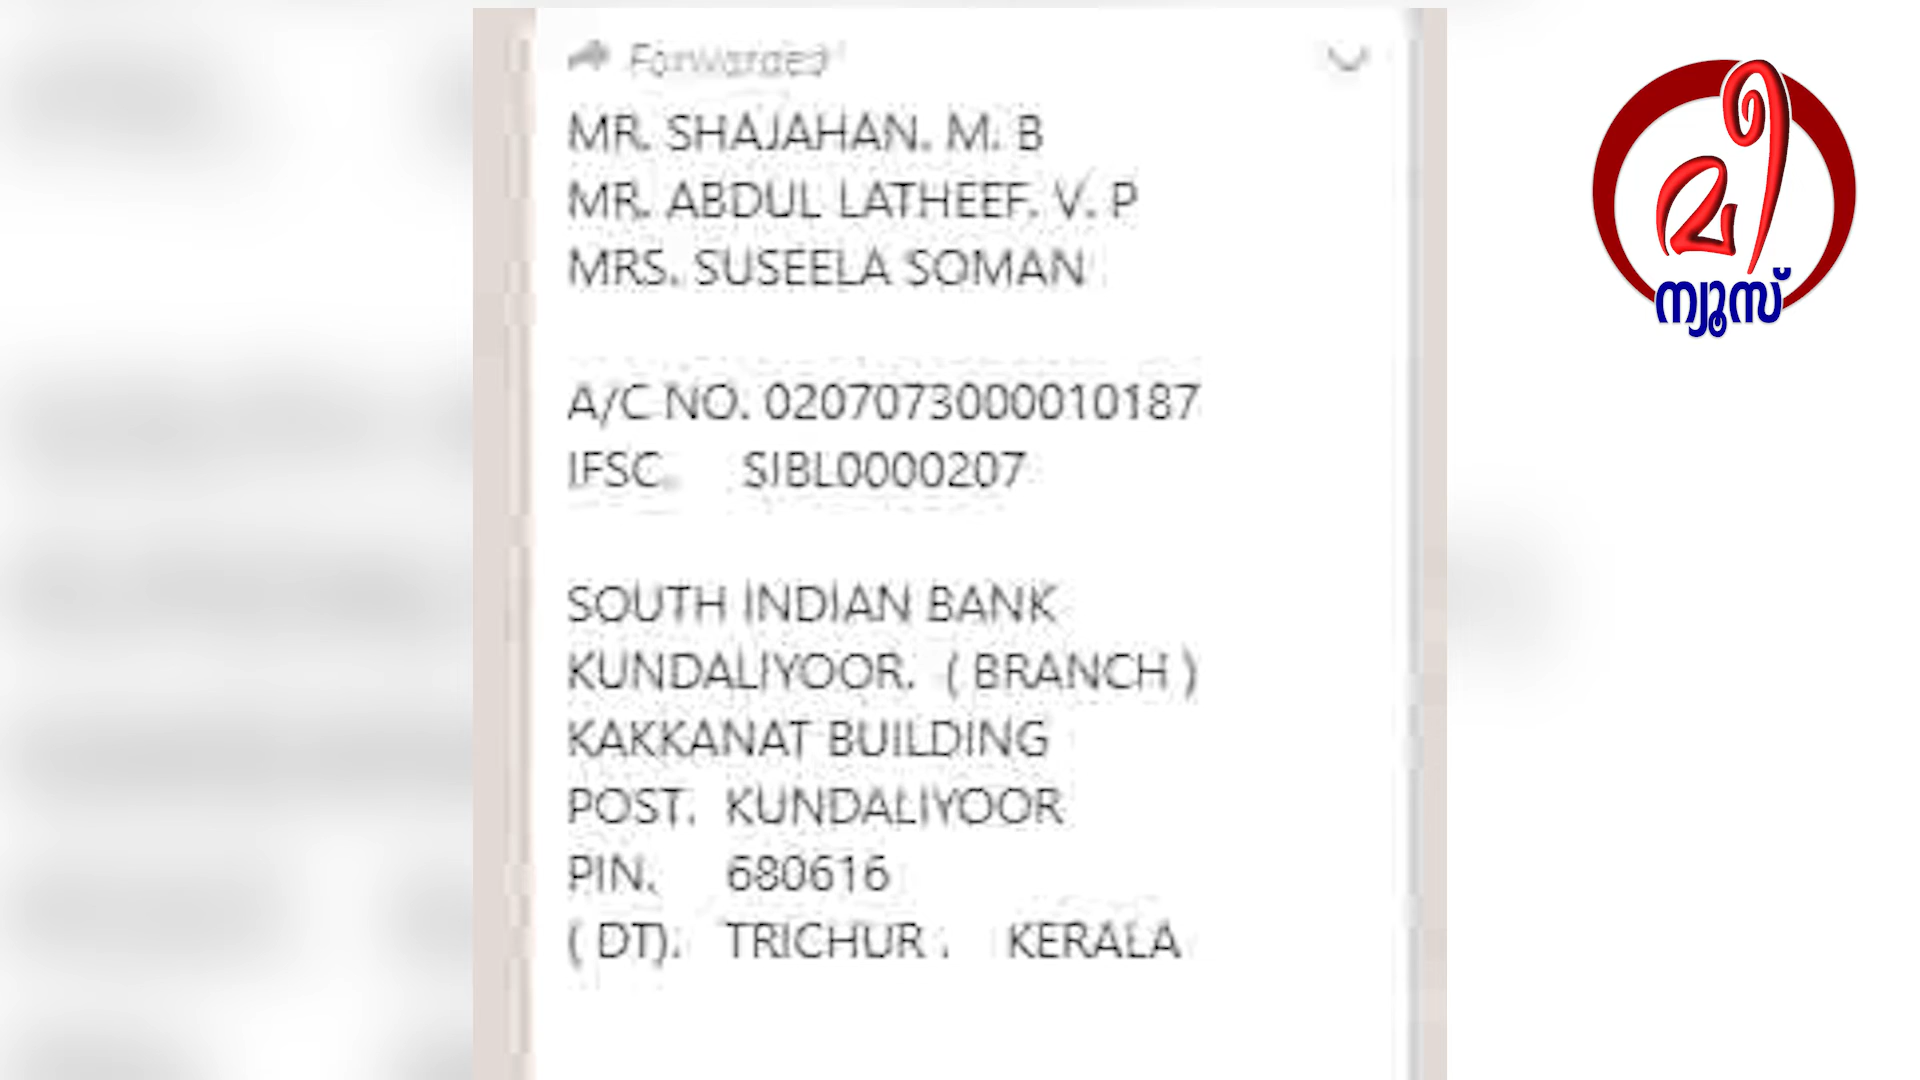 Forwarded
MR. SHAJAHAN. M. B
MR. ABDUL LATHEEF. V. P
MRS. SUSEELA SOMAN
A/C NO. 0207073000010187
IFSC. SIBL0000207
SOUTH INDIAN BANK
KUNDALIYOOR. ( BRANCH )
KAKKANAT BUILDING
POST. KUNDALIYOOR
PIN. 680616
( DT). TRICHUR . KERALA
ന്യൂസ്